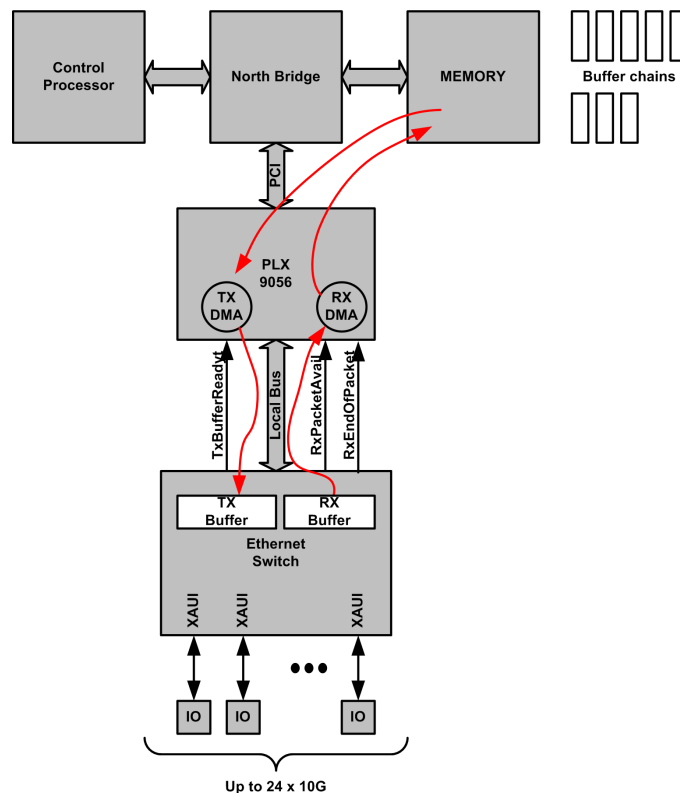 Control
Processor
North Bridge
MEMORY
Buffer chains
PCI
PLX
9056
TX
DMA
RX
DMA
TxBufferReadyt
Local Bus
RxPacketAvail
RxEndOfPacket
TX
Buffer
RX
Buffer
Ethernet
Switch
XAUI
XAUI
XAUI
IO
IO
IO
Up to 24 x 10G